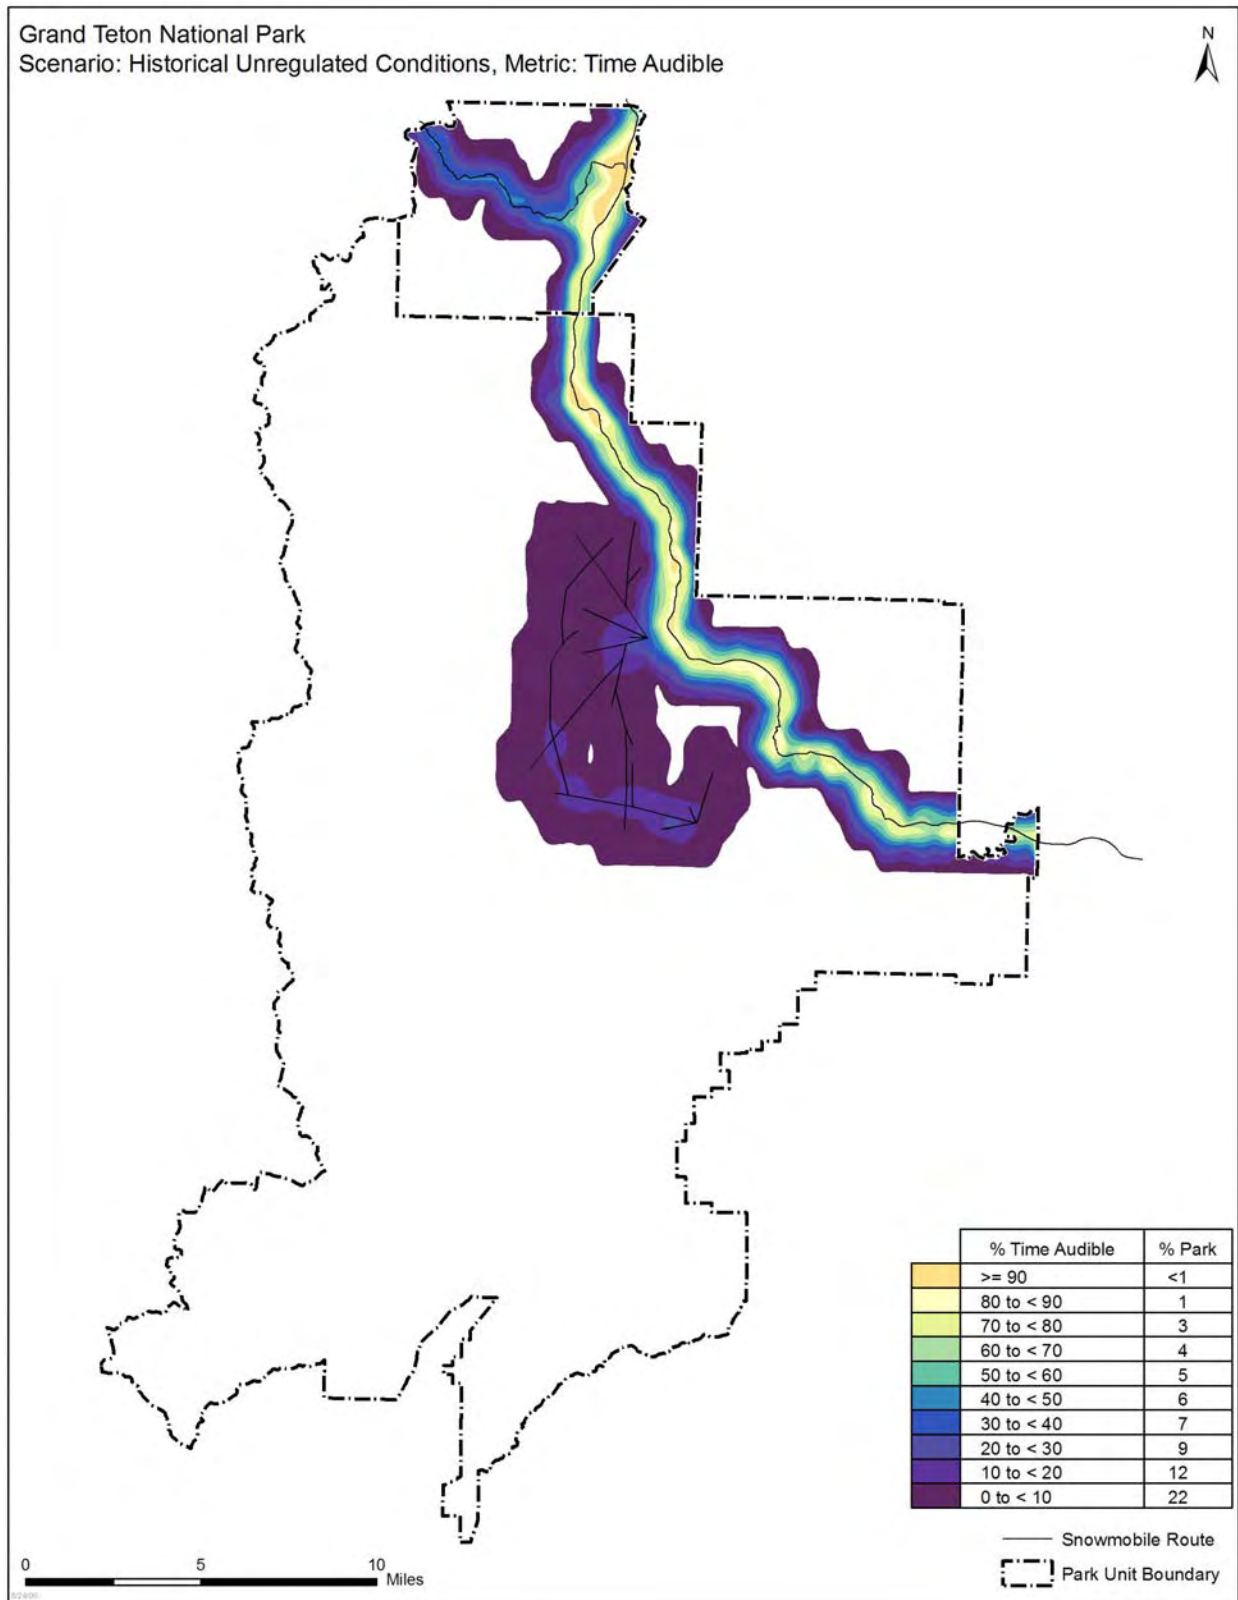 Grand Teton National Park
Scenario: Historical Unregulated Conditions, Metric: Time Audible
N
% Time Audible % Park
>= 90 <1
80 to < 90 1
70 to < 80 3
60 to < 70 4
50 to < 60 5
40 to < 50 6
30 to < 40 7
20 to < 30 9
10 to < 20 12
0 to < 10 22
Snowmobile Route
Park Unit Boundary
0 5 10
Miles